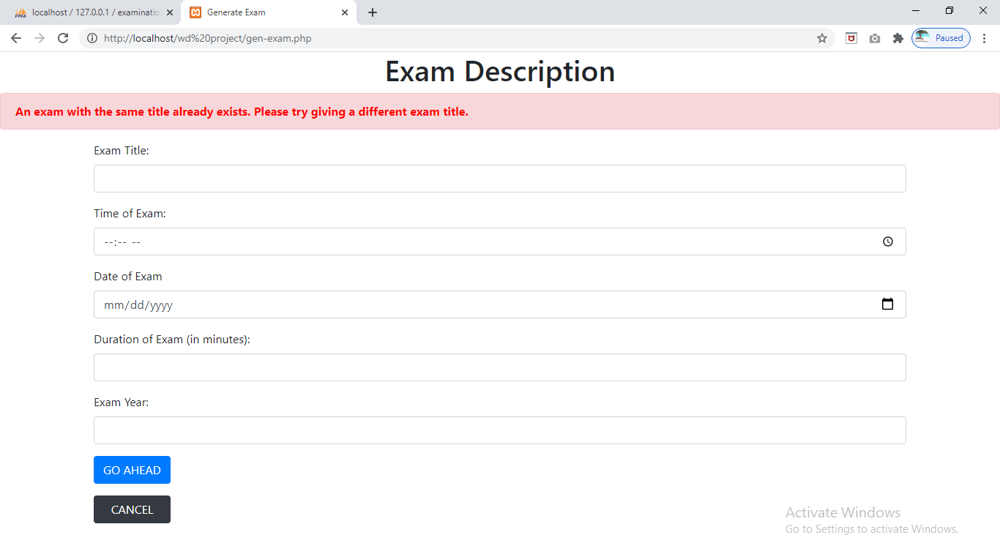 localhost / 127.0.0.1 / examinatio
Generate Exam
http://localhost/wd%20project/gen-exam.php
Paused
Exam Description
An exam with the same title already exists. Please try giving a different exam title.
Exam Title:
Time of Exam:
--:-- --
Date of Exam
mm/dd/yyyy
Duration of Exam (in minutes):
Exam Year:
GO AHEAD
CANCEL
Activate Windows
Go to Settings to activate Windows.